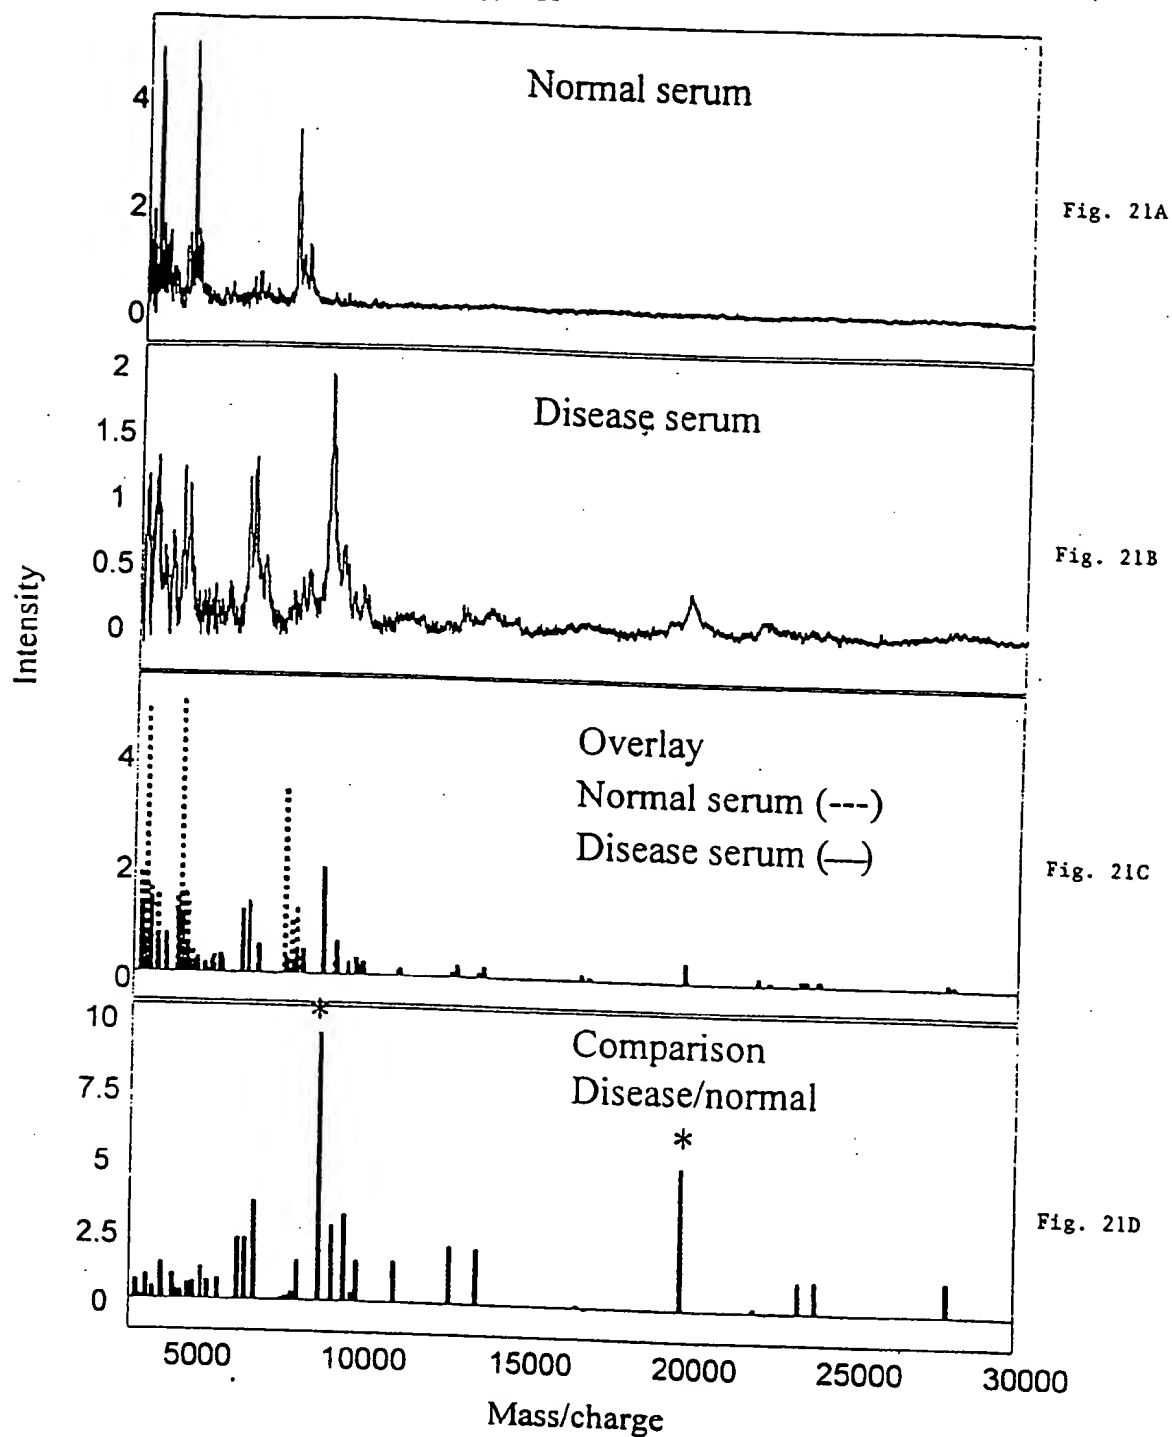 Normal serum
4
2
0
Fig. 21A
Disease serum
2
1.5
1
0.5
0
Fig. 21B
Intensity
Overlay
Normal serum (---)
Disease serum (—)
4
2
0
Fig. 21C
*
Comparison
Disease/normal
*
10
7.5
5
2.5
0
Fig. 21D
5000 10000 15000 20000 25000 30000
Mass/charge